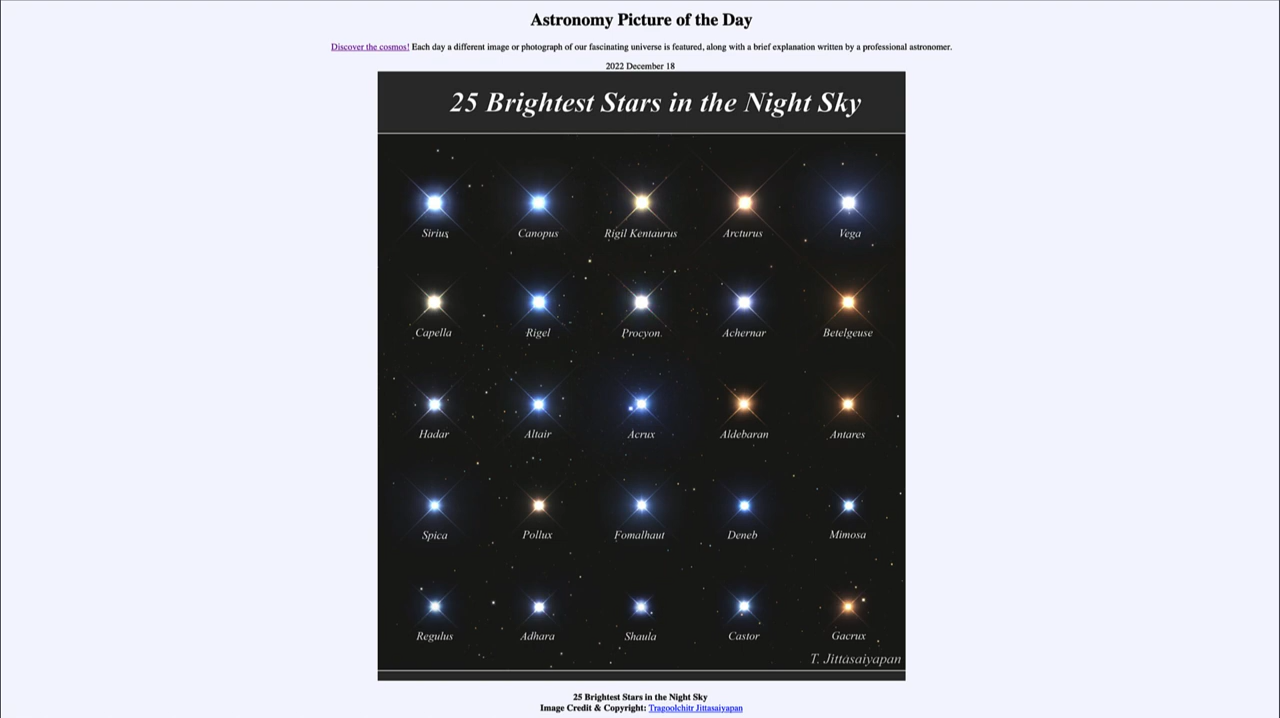 Astronomy Picture of the Day
Discover the cosmos! Each day a different image or photograph of our fascinating universe is featured, along with a brief explanation written by a professional astronomer.
2022 December 18
25 Brightest Stars in the Night Sky
Sirius Canopus Rigil Kentaurus Arcturus Vega
Capella Rigel Procyon Achernar Betelgeuse
Hadar Altair Acrux Aldebaran Antares
Spica Pollux Fomalhaut Deneb Mimosa
Regulus Adhara Shaula Castor Gacrux
T. Jittasaiyapan
25 Brightest Stars in the Night Sky
Image Credit & Copyright: Tragoolchitr Jittasaiyapan